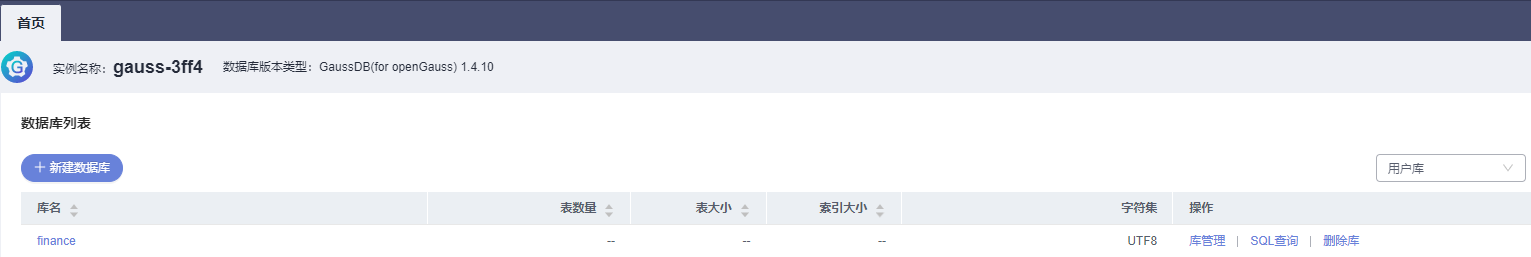 首页
实例名称： gauss-3ff4 数据库版本类型：GaussDB(for openGauss) 1.4.10
数据库列表
+ 新建数据库 用户库
库名 表数量 表大小 索引大小 字符集 操作
finance -- -- -- UTF8 库管理 | SQL查询 | 删除库